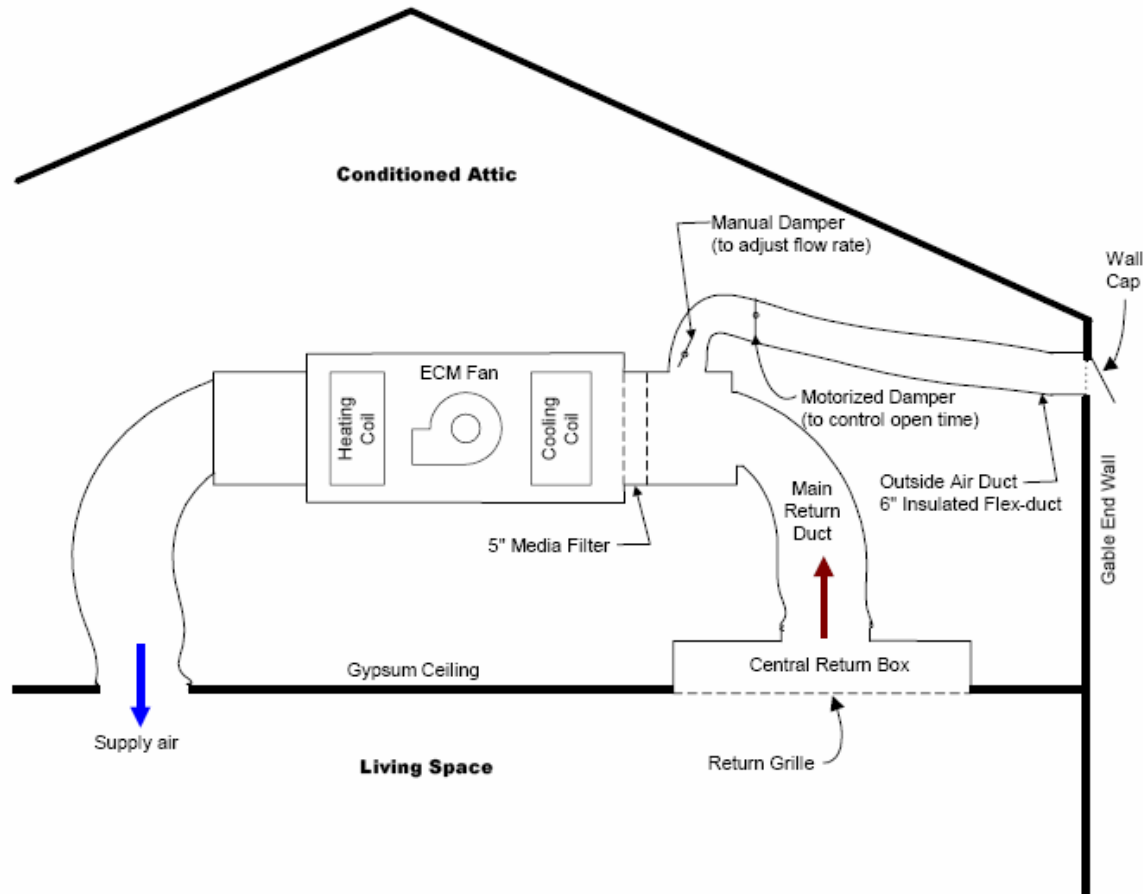 Conditioned Attic
Manual Damper
(to adjust flow rate)
Wall
Cap
ECM Fan
Heating
Coil
Cooling
Coil
Motorized Damper
(to control open time)
Outside Air Duct
6" Insulated Flex-duct
Main
Return
Duct
5" Media Filter
Gable End Wall
Gypsum Ceiling
Central Return Box
Supply air
Return Grille
Living Space